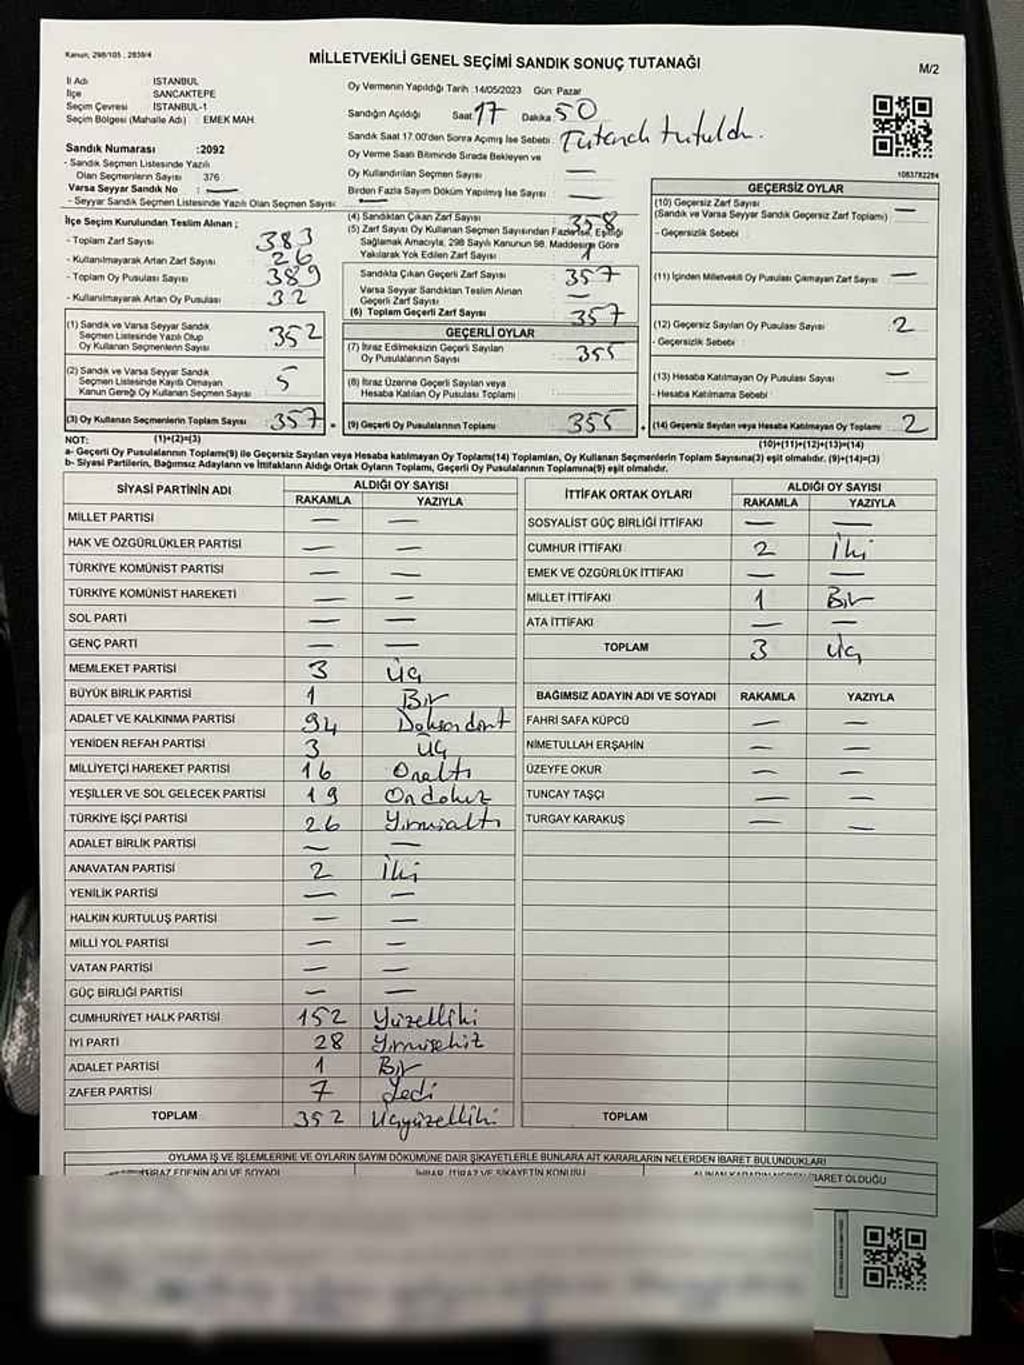 Kanun, 298/105 ; 2839/4
MİLLETVEKİLİ GENEL SEÇİMİ SANDIK SONUÇ TUTANAĞI
M/2
İl Adı : İSTANBUL
İlçe : SANCAKTEPE
Seçim Çevresi : İSTANBUL-1
Seçim Bölgesi (Mahalle Adı) : EMEK MAH.
Sandık Numarası :2092
- Sandık Seçmen Listesinde Yazılı
Olan Seçmenlerin Sayısı : 376
Varsa Seyyar Sandık No : —
- Seyyar Sandık Seçmen Listesinde Yazılı Olan Seçmen Sayısı : —
Oy Vermenin Yapıldığı Tarih :14/05/2023 Gün: Pazar
Sandığın Açıldığı Saat: 17 Dakika: 50
Sandık Saat 17.00'den Sonra Açılmış İse Sebebi : Tutanak tutuldu.
Oy Verme Saati Bitiminde Sırada Bekleyen ve
Oy Kullandırılan Seçmen Sayısı : —
Birden Fazla Sayım Döküm Yapılmış İse Sayısı : —
1083782284
İlçe Seçim Kurulundan Teslim Alınan ;
- Toplam Zarf Sayısı : 383
- Kullanılmayarak Artan Zarf Sayısı : 26
- Toplam Oy Pusulası Sayısı : 389
- Kullanılmayarak Artan Oy Pusulası : 32
(1) Sandık ve Varsa Seyyar Sandık
Seçmen Listesinde Yazılı Olup
Oy Kullanan Seçmenlerin Sayısı : 352
(2) Sandık ve Varsa Seyyar Sandık
Seçmen Listesinde Kayıtlı Olmayan
Kanun Gereği Oy Kullanan Seçmen Sayısı : 5
(3) Oy Kullanan Seçmenlerin Toplam Sayısı : 357
(4) Sandıktan Çıkan Zarf Sayısı : 358
(5) Zarf Sayısı Oy Kullanan Seçmen Sayısından Fazla İse, Eşitliği
Sağlamak Amacıyla, 298 Sayılı Kanunun 98. Maddesine Göre
Yakılarak Yok Edilen Zarf Sayısı : 1
Sandıkta Çıkan Geçerli Zarf Sayısı : 357
Varsa Seyyar Sandıktan Teslim Alınan
Geçerli Zarf Sayısı : —
(6) Toplam Geçerli Zarf Sayısı : 357
GEÇERLİ OYLAR
(7) İtiraz Edilmeksizin Geçerli Sayılan
Oy Pusulalarının Sayısı : 355
(8) İtiraz Üzerine Geçerli Sayılan veya
Hesaba Katılan Oy Pusulaları Toplamı :
(9) Geçerli Oy Pusulalarının Toplamı : 355
GEÇERSİZ OYLAR
(10) Geçersiz Zarf Sayısı
(Sandık ve Varsa Seyyar Sandık Geçersiz Zarf Toplamı) : —
- Geçersizlik Sebebi :
(11) İçinden Milletvekili Oy Pusulası Çıkmayan Zarf Sayısı : —
(12) Geçersiz Sayılan Oy Pusulası Sayısı : 2
- Geçersizlik Sebebi :
(13) Hesaba Katılmayan Oy Pusulası Sayısı : —
- Hesaba Katılmama Sebebi :
(14) Geçersiz Sayılan veya Hesaba Katılmayan Oy Toplamı : 2
NOT: (1)+(2)=(3)
(10)+(11)+(12)+(13)=(14)
a- Geçerli Oy Pusulalarının Toplamı(9) ile Geçersiz Sayılan veya Hesaba katılmayan Oy Toplamı(14) Toplamları, Oy Kullanan Seçmenlerin Toplam Sayısına(3) eşit olmalıdır. (9)+(14)=(3)
b- Siyasi Partilerin, Bağımsız Adayların ve İttifakların Aldığı Ortak Oyların Toplamı, Geçerli Oy Pusulalarının Toplamına(9) eşit olmalıdır.
SİYASİ PARTİNİN ADI ALDIĞI OY SAYISI
RAKAMLA YAZIYLA
MİLLET PARTİSİ — —
HAK VE ÖZGÜRLÜKLER PARTİSİ — —
TÜRKİYE KOMÜNİST PARTİSİ — —
TÜRKİYE KOMÜNİST HAREKETİ — —
SOL PARTİ — —
GENÇ PARTİ — —
MEMLEKET PARTİSİ 3 Üç
BÜYÜK BİRLİK PARTİSİ 1 Bir
ADALET VE KALKINMA PARTİSİ 94 Doksandört
YENİDEN REFAH PARTİSİ 3 Üç
MİLLİYETÇİ HAREKET PARTİSİ 16 Onaltı
YEŞİLLER VE SOL GELECEK PARTİSİ 19 Ondokuz
TÜRKİYE İŞÇİ PARTİSİ 26 Yirmialtı
ADALET BİRLİK PARTİSİ — —
ANAVATAN PARTİSİ 2 İki
YENİLİK PARTİSİ — —
HALKIN KURTULUŞ PARTİSİ — —
MİLLİ YOL PARTİSİ — —
VATAN PARTİSİ — —
GÜÇ BİRLİĞİ PARTİSİ — —
CUMHURİYET HALK PARTİSİ 152 Yüzelliiki
İYİ PARTİ 28 Yirmisekiz
ADALET PARTİSİ 1 Bir
ZAFER PARTİSİ 7 Yedi
TOPLAM 352 Üçyüzelliiki
İTTİFAK ORTAK OYLARI ALDIĞI OY SAYISI
RAKAMLA YAZIYLA
SOSYALİST GÜÇ BİRLİĞİ İTTİFAKI — —
CUMHUR İTTİFAKI 2 İki
EMEK VE ÖZGÜRLÜK İTTİFAKI — —
MİLLET İTTİFAKI 1 Bir
ATA İTTİFAKI — —
TOPLAM 3 Üç
BAĞIMSIZ ADAYIN ADI VE SOYADI RAKAMLA YAZIYLA
FAHRİ SAFA KÜPCÜ — —
NİMETULLAH ERŞAHİN — —
ÜZEYFE OKUR — —
TUNCAY TAŞÇI — —
TURGAY KARAKUŞ — —
TOPLAM
OYLAMA İŞ VE İŞLEMLERİNE VE OYLARIN SAYIM DÖKÜMÜNE DAİR ŞİKAYETLERLE BUNLARA AİT KARARLARIN NELERDEN İBARET BULUNDUKLARI
İTİRAZ EDENİN ADI VE SOYADI
İHBAR, İTİRAZ VE ŞİKAYETİN KONUSU
ALINAN KARARIN NEDEN İBARET OLDUĞU